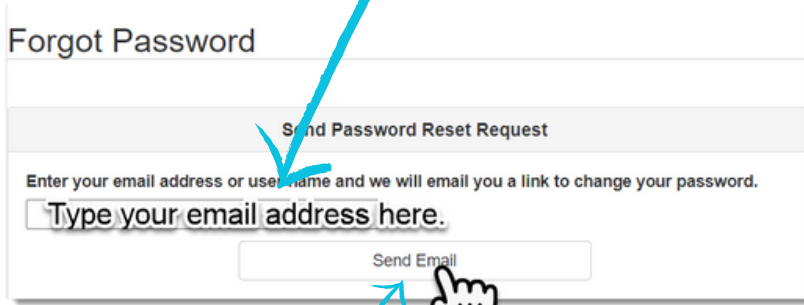 Forgot Password
Send Password Reset Request
Enter your email address or user name and we will email you a link to change your password.
Type your email address here.
Send Email